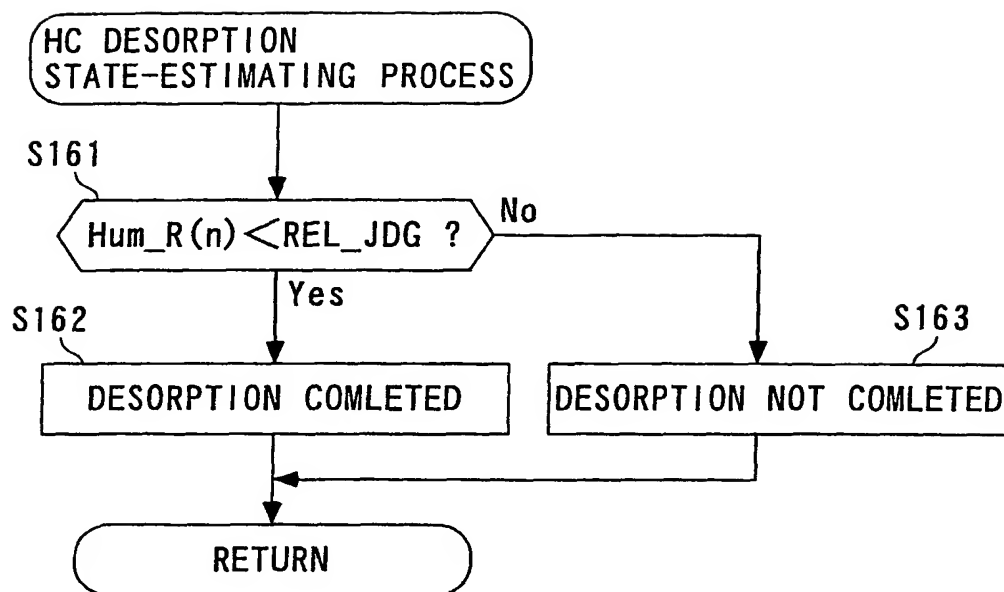 HC DESORPTION
STATE-ESTIMATING PROCESS
S161
Hum_R(n)<REL_JDG ?
No
Yes
S162
S163
DESORPTION COMLETED
DESORPTION NOT COMLETED
RETURN